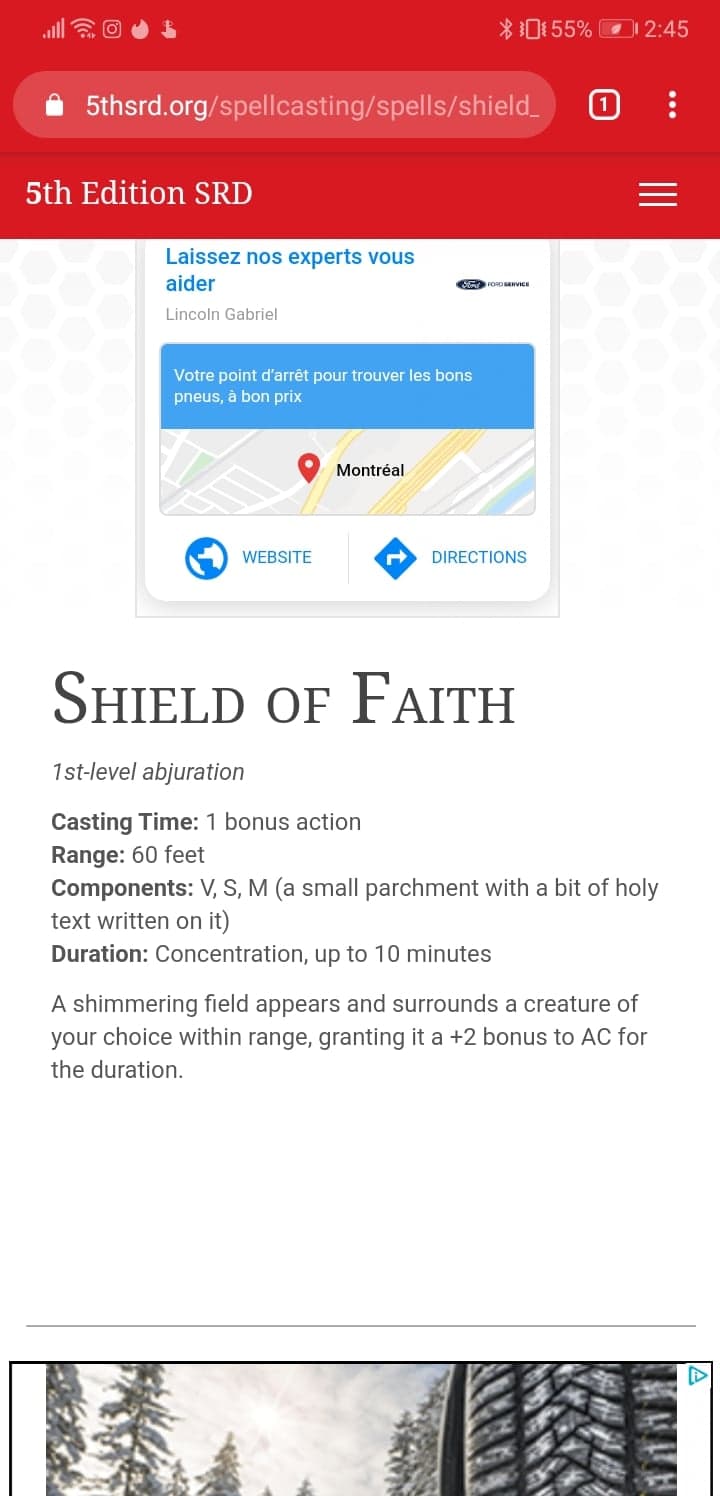 55% 2:45
5thsrd.org/spellcasting/spells/shield_
1
5th Edition SRD
Laissez nos experts vous
aider
Ford FORD SERVICE
Lincoln Gabriel
Votre point d'arrêt pour trouver les bons
pneus, à bon prix
Montréal
WEBSITE DIRECTIONS
SHIELD OF FAITH
1st-level abjuration
Casting Time: 1 bonus action
Range: 60 feet
Components: V, S, M (a small parchment with a bit of holy
text written on it)
Duration: Concentration, up to 10 minutes
A shimmering field appears and surrounds a creature of
your choice within range, granting it a +2 bonus to AC for
the duration.